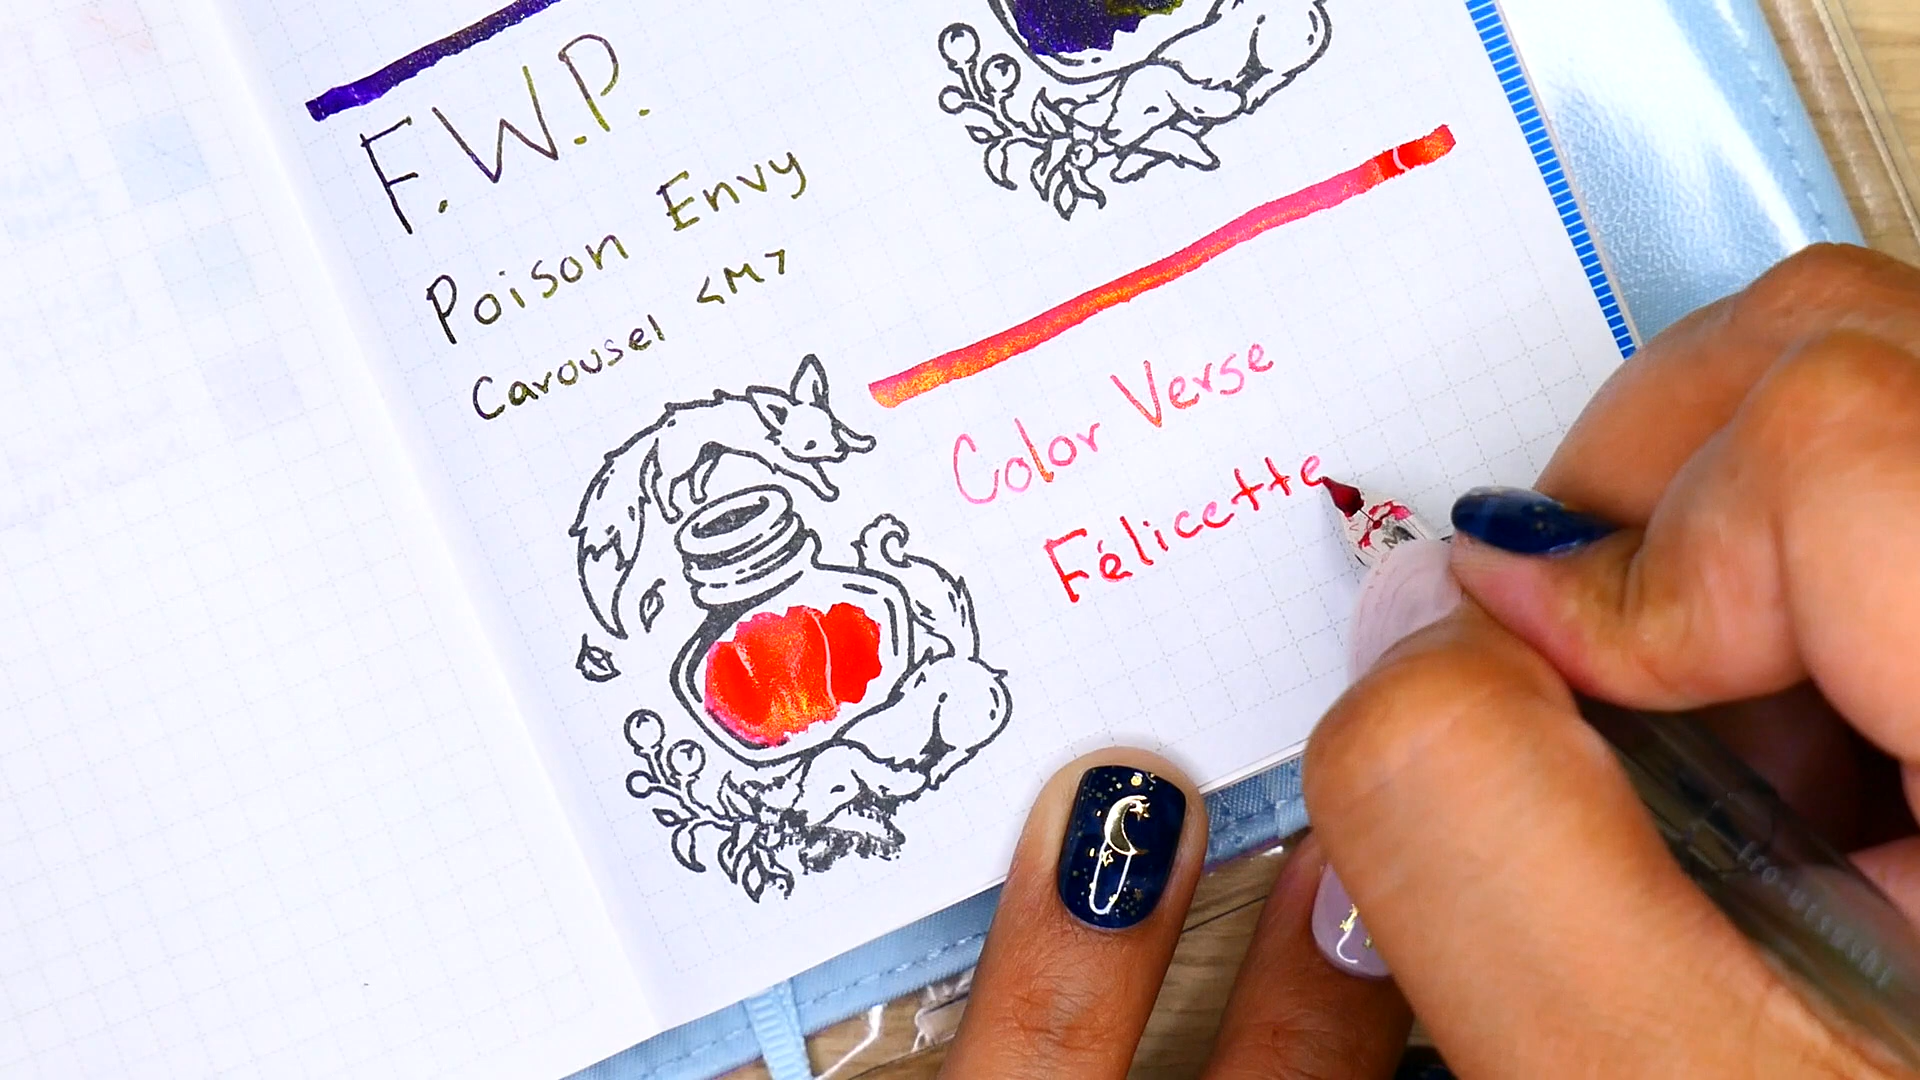 F.W.P.
Poison Envy
Carousel <M>
Color Verse
Félicette